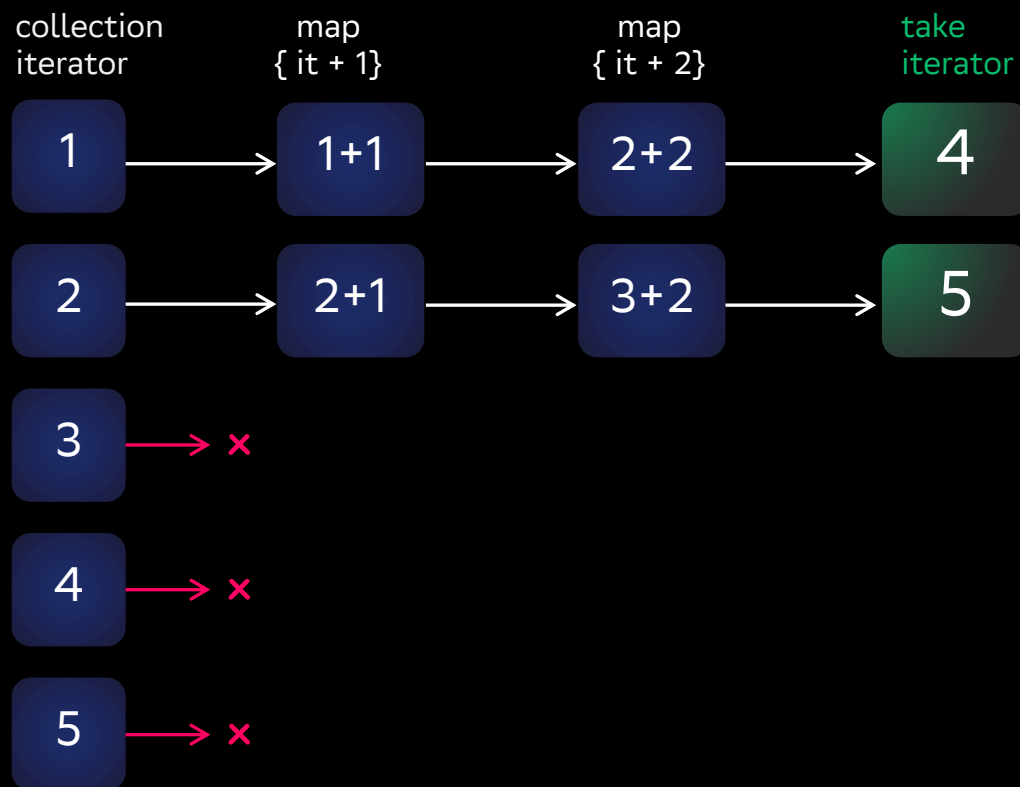 collection
iterator
map
{ it + 1}
map
{ it + 2}
take
iterator
1
1+1
2+2
4
2
2+1
3+2
5
3
4
5